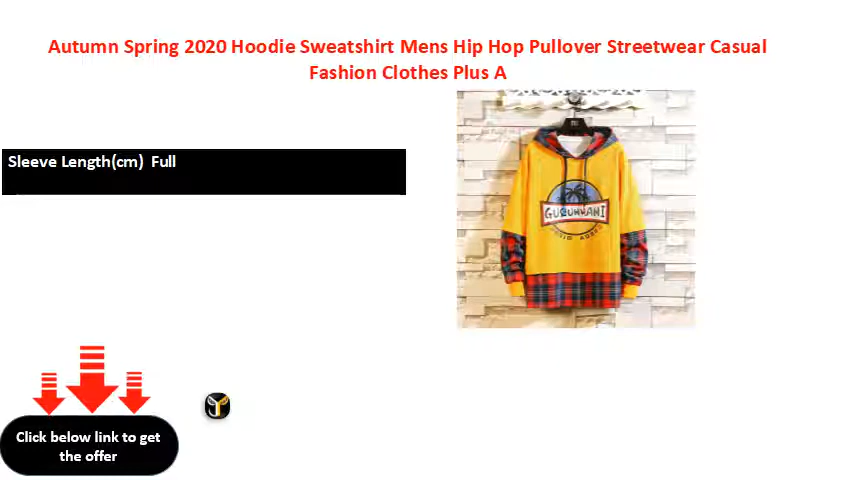 Autumn Spring 2020 Hoodie Sweatshirt Mens Hip Hop Pullover Streetwear Casual
Fashion Clothes Plus A
Sleeve Length(cm) Full
Click below link to get
the offer